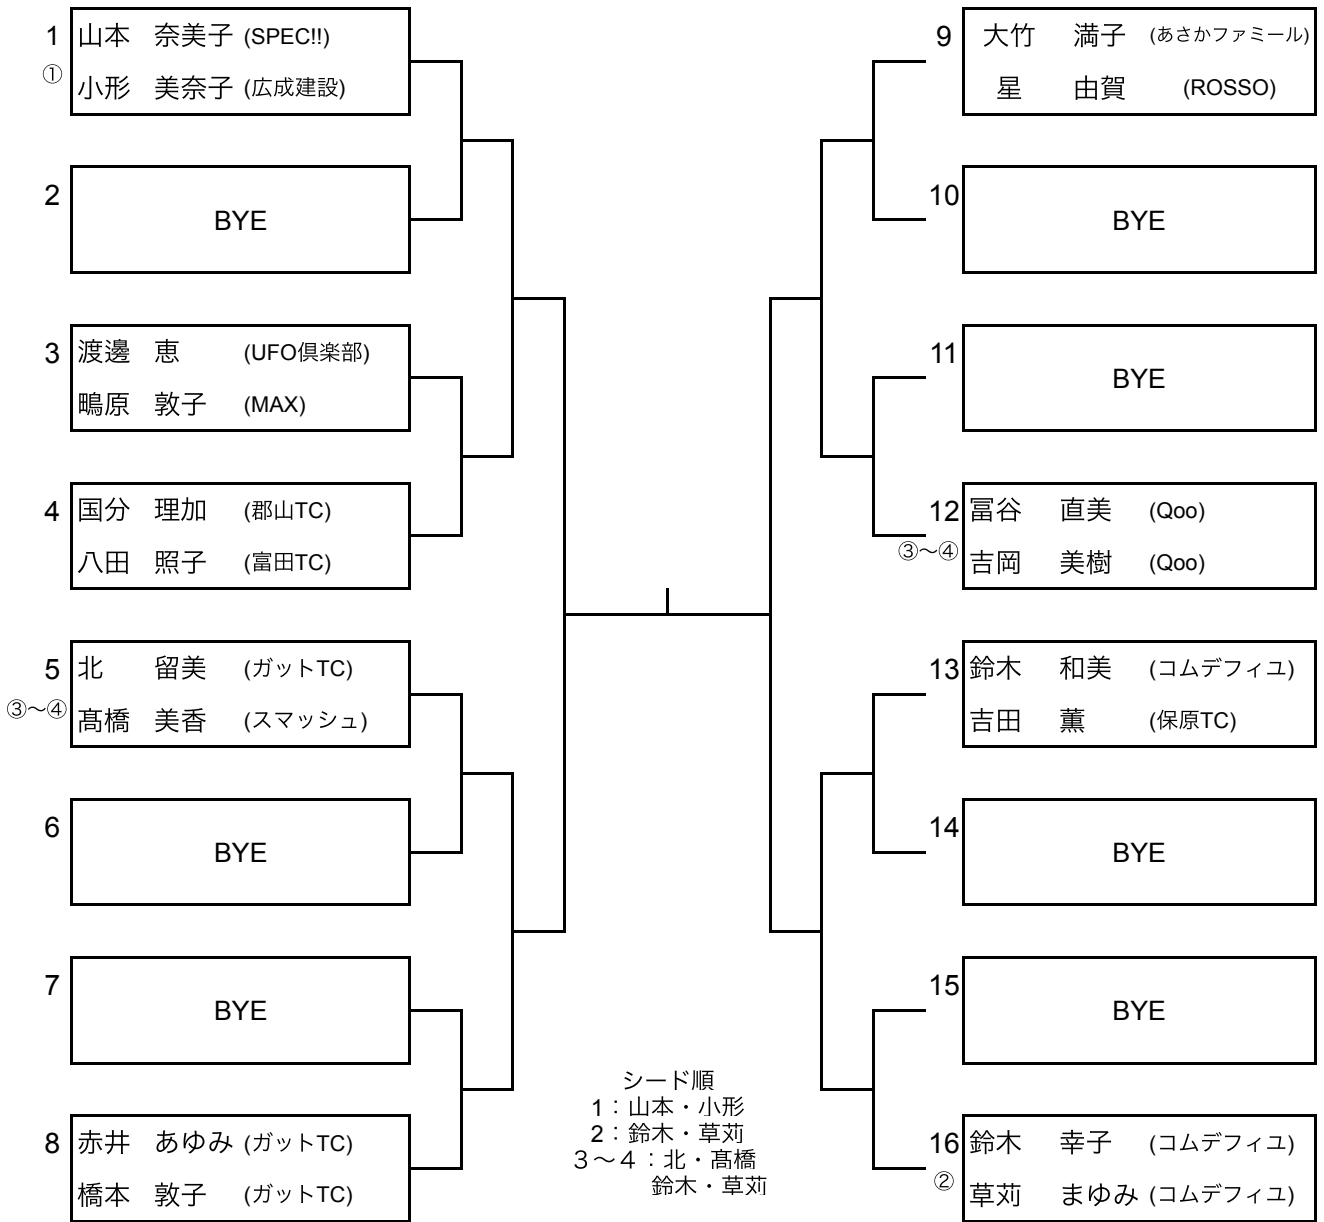 1 山本 奈美子 (SPEC!!)
① 小形 美奈子 (広成建設)
2 BYE
3 渡邊 恵 (UFO倶楽部)
鴫原 敦子 (MAX)
4 国分 理加 (郡山TC)
八田 照子 (富田TC)
5 北 留美 (ガットTC)
③～④ 髙橋 美香 (スマッシュ)
6 BYE
7 BYE
8 赤井 あゆみ (ガットTC)
橋本 敦子 (ガットTC)
シード順
1：山本・小形
2：鈴木・草苅
３～４：北・髙橋
鈴木・草苅
9 大竹 満子 (あさかファミール)
星 由賀 (ROSSO)
10 BYE
11 BYE
12 冨谷 直美 (Qoo)
③～④ 吉岡 美樹 (Qoo)
13 鈴木 和美 (コムデフィユ)
吉田 薫 (保原TC)
14 BYE
15 BYE
16 鈴木 幸子 (コムデフィユ)
② 草苅 まゆみ (コムデフィユ)